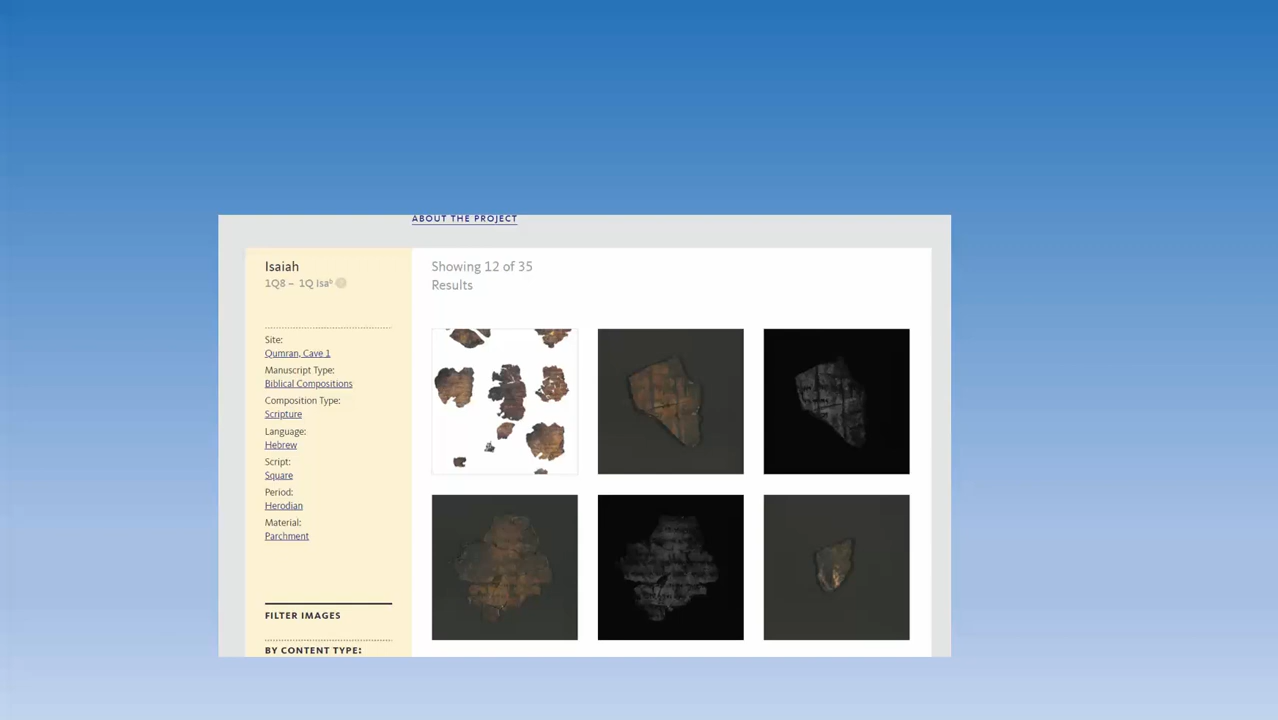 ABOUT THE PROJECT
Isaiah
1Q8 – 1Q Isaᵇ
Showing 12 of 35
Results
Site:
Qumran, Cave 1
Manuscript Type:
Biblical Compositions
Composition Type:
Scripture
Language:
Hebrew
Script:
Square
Period:
Herodian
Material:
Parchment
FILTER IMAGES
BY CONTENT TYPE: